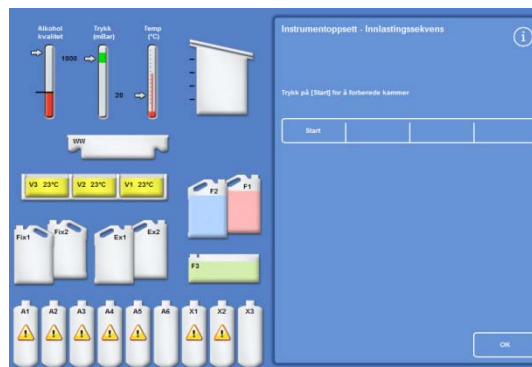 Alkohol kvalitet
Trykk (mBar)
Temp (°C)
1000
20
WW
V3 23°C
V2 23°C
V1 23°C
F2
F1
Fix1
Fix2
Ex1
Ex2
F3
A1
A2
A3
A4
A5
A6
X1
X2
X3
Instrumentoppsett - Innlastingssekvens
i
Trykk på [Start] for å forberede kammer
Start
OK